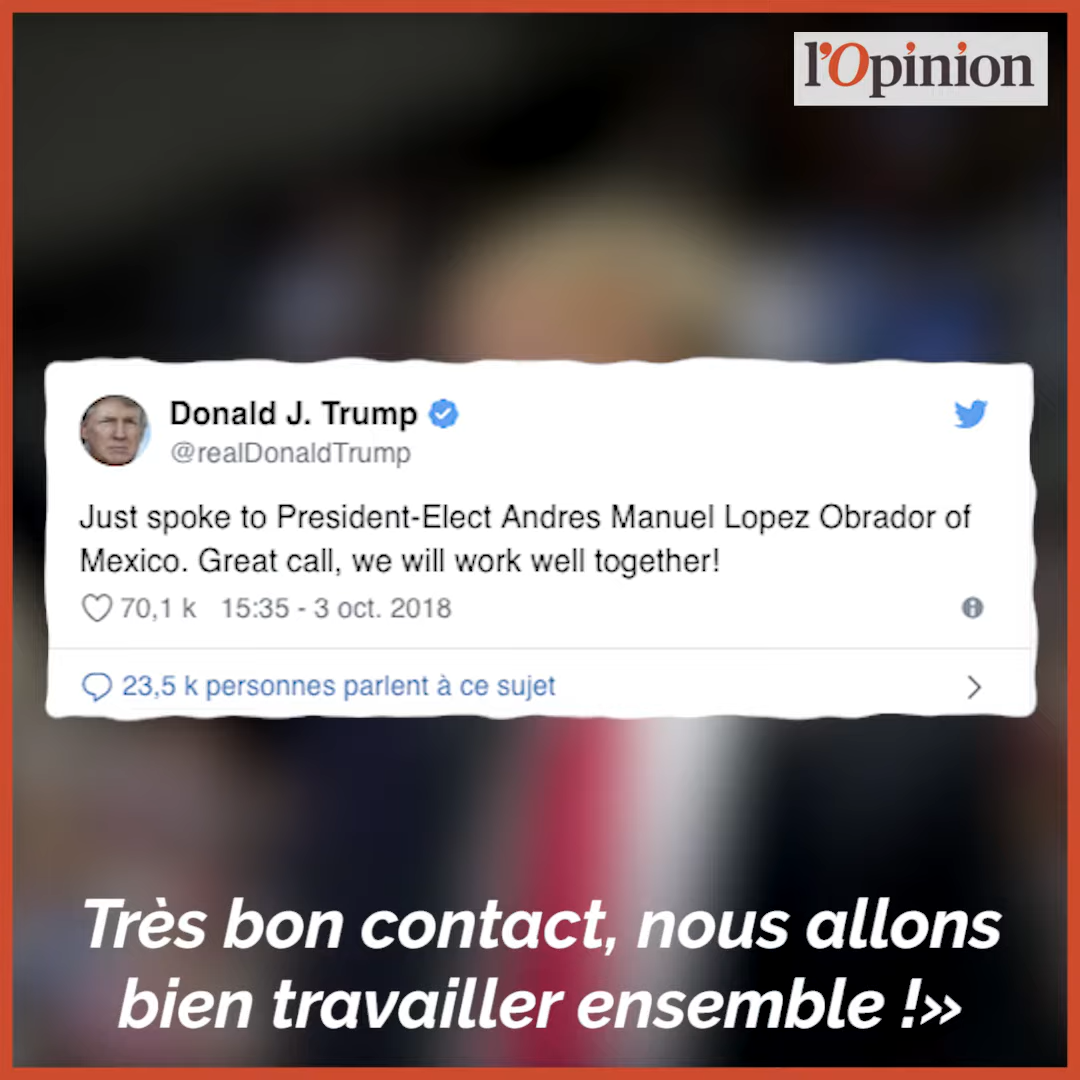 l'Opinion
Donald J. Trump
@realDonaldTrump
Just spoke to President-Elect Andres Manuel Lopez Obrador of
Mexico. Great call, we will work well together!
70,1 k 15:35 - 3 oct. 2018
23,5 k personnes parlent à ce sujet
Très bon contact, nous allons
bien travailler ensemble !»